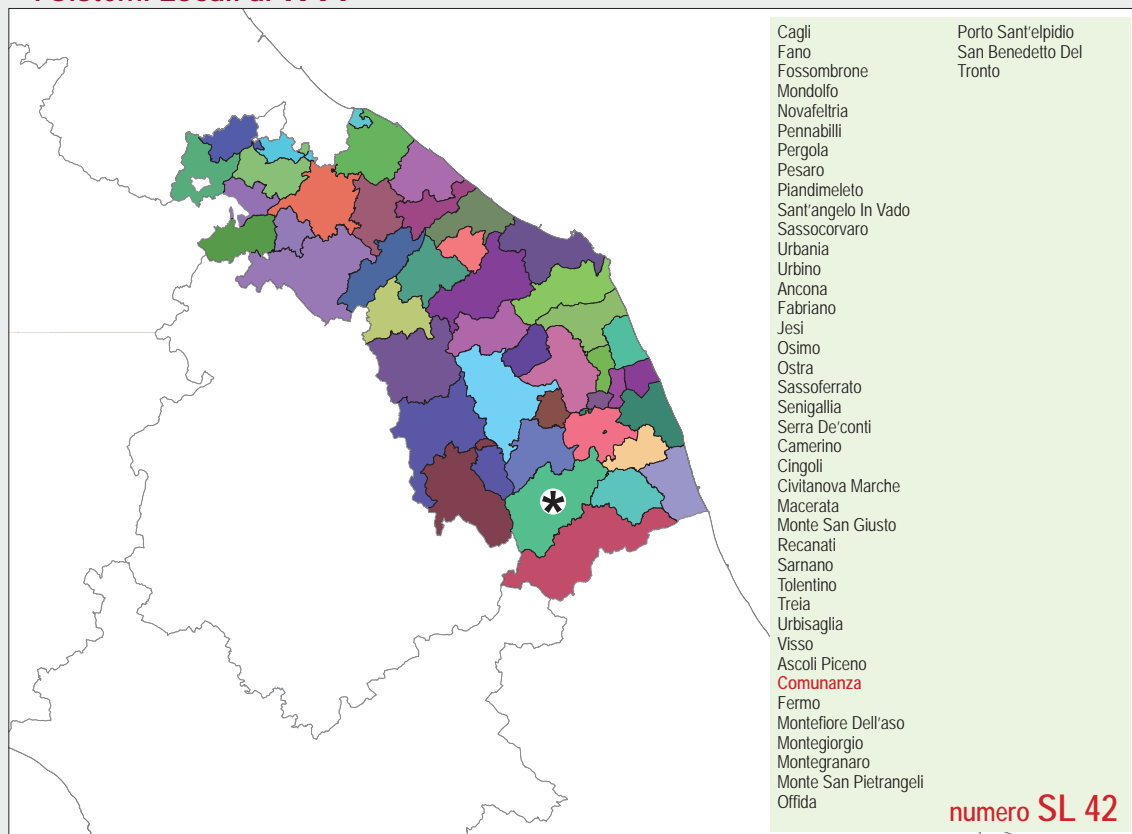 Cagli
Fano
Fossombrone
Mondolfo
Novafeltria
Pennabilli
Pergola
Pesaro
Piandimeleto
Sant'angelo In Vado
Sassocorvaro
Urbania
Urbino
Ancona
Fabriano
Jesi
Osimo
Ostra
Sassoferrato
Senigallia
Serra De'conti
Camerino
Cingoli
Civitanova Marche
Macerata
Monte San Giusto
Recanati
Sarnano
Tolentino
Treia
Urbisaglia
Visso
Ascoli Piceno
Comunanza
Fermo
Montefiore Dell'aso
Montegiorgio
Montegranaro
Monte San Pietrangeli
Offida
Porto Sant'elpidio
San Benedetto Del
Tronto
*
numero SL 42